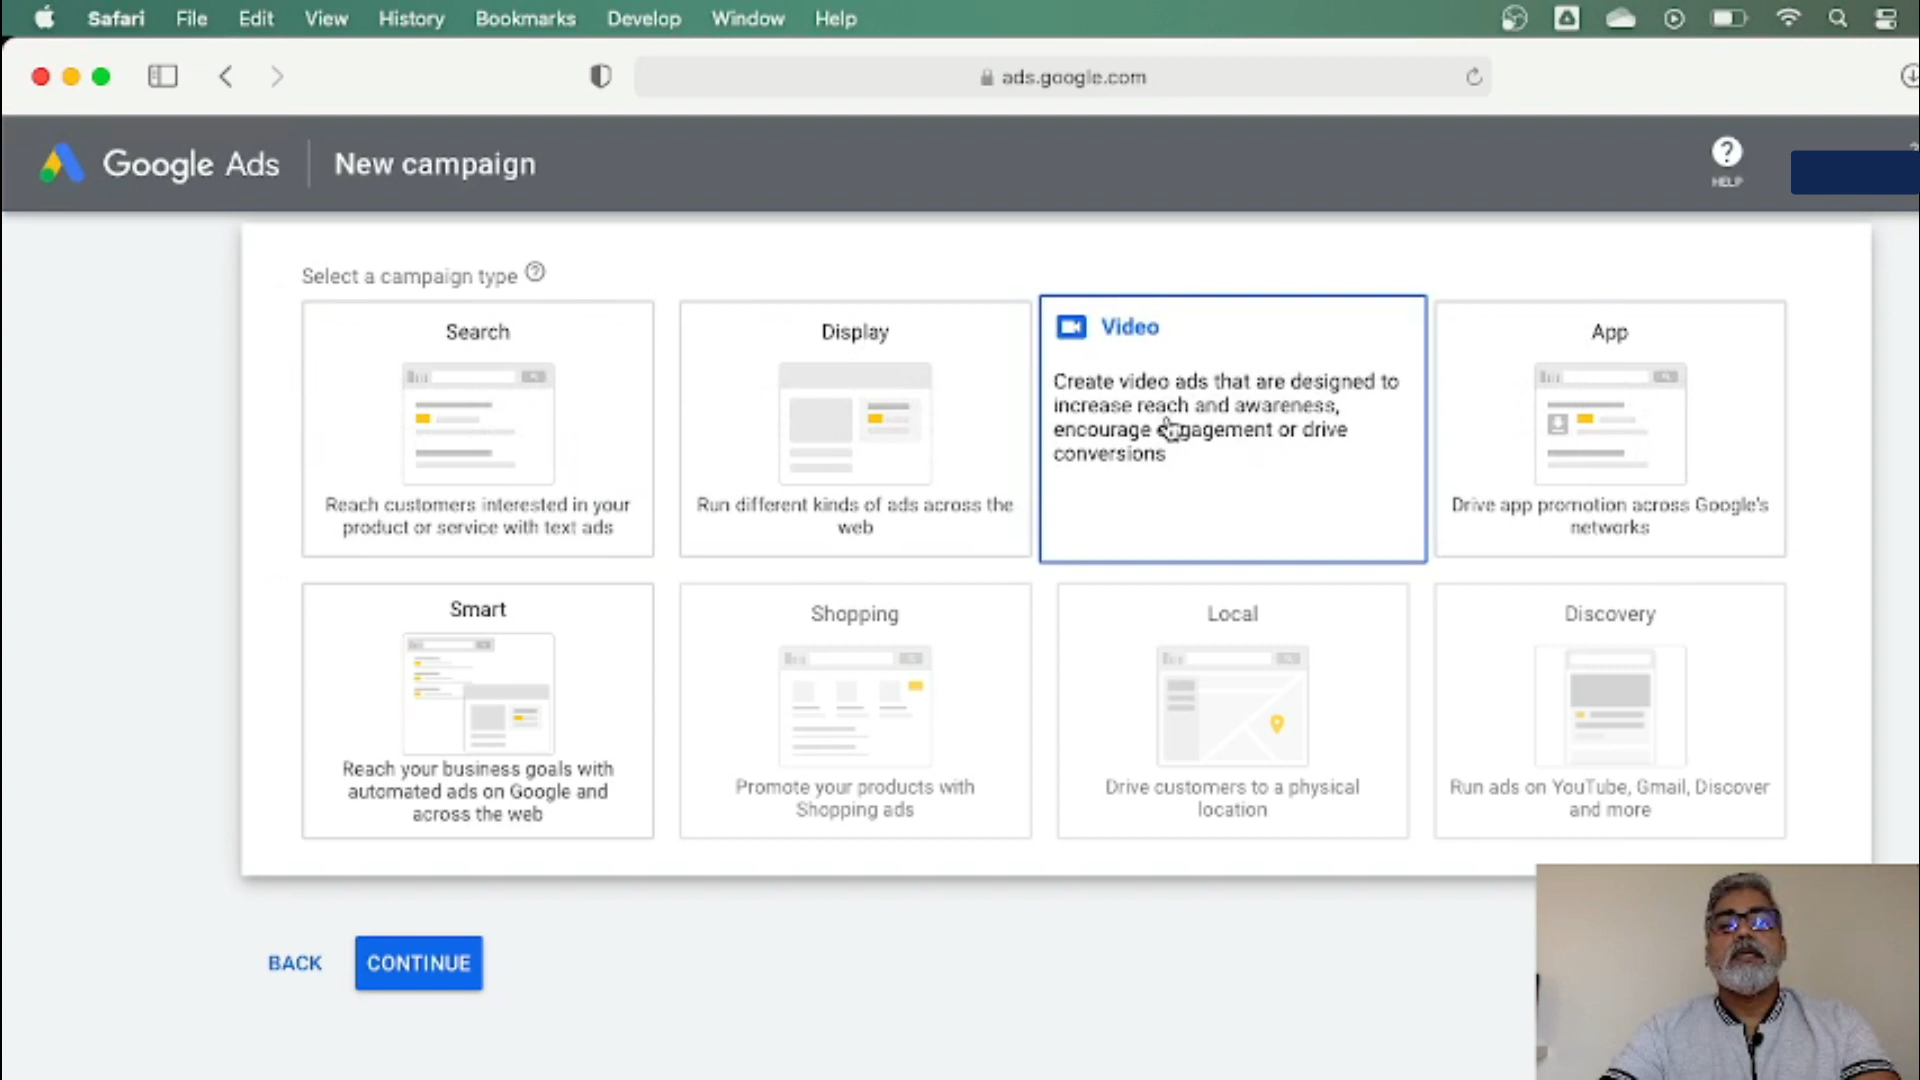 Safari File Edit View History Bookmarks Develop Window Help
ads.google.com
Google Ads New campaign
HELP
Select a campaign type
Search
Reach customers interested in your
product or service with text ads
Display
Run different kinds of ads across the
web
Video
Create video ads that are designed to
increase reach and awareness,
encourage engagement or drive
conversions
App
Drive app promotion across Google's
networks
Smart
Reach your business goals with
automated ads on Google and
across the web
Shopping
Promote your products with
Shopping ads
Local
Drive customers to a physical
location
Discovery
Run ads on YouTube, Gmail, Discover
and more
BACK CONTINUE